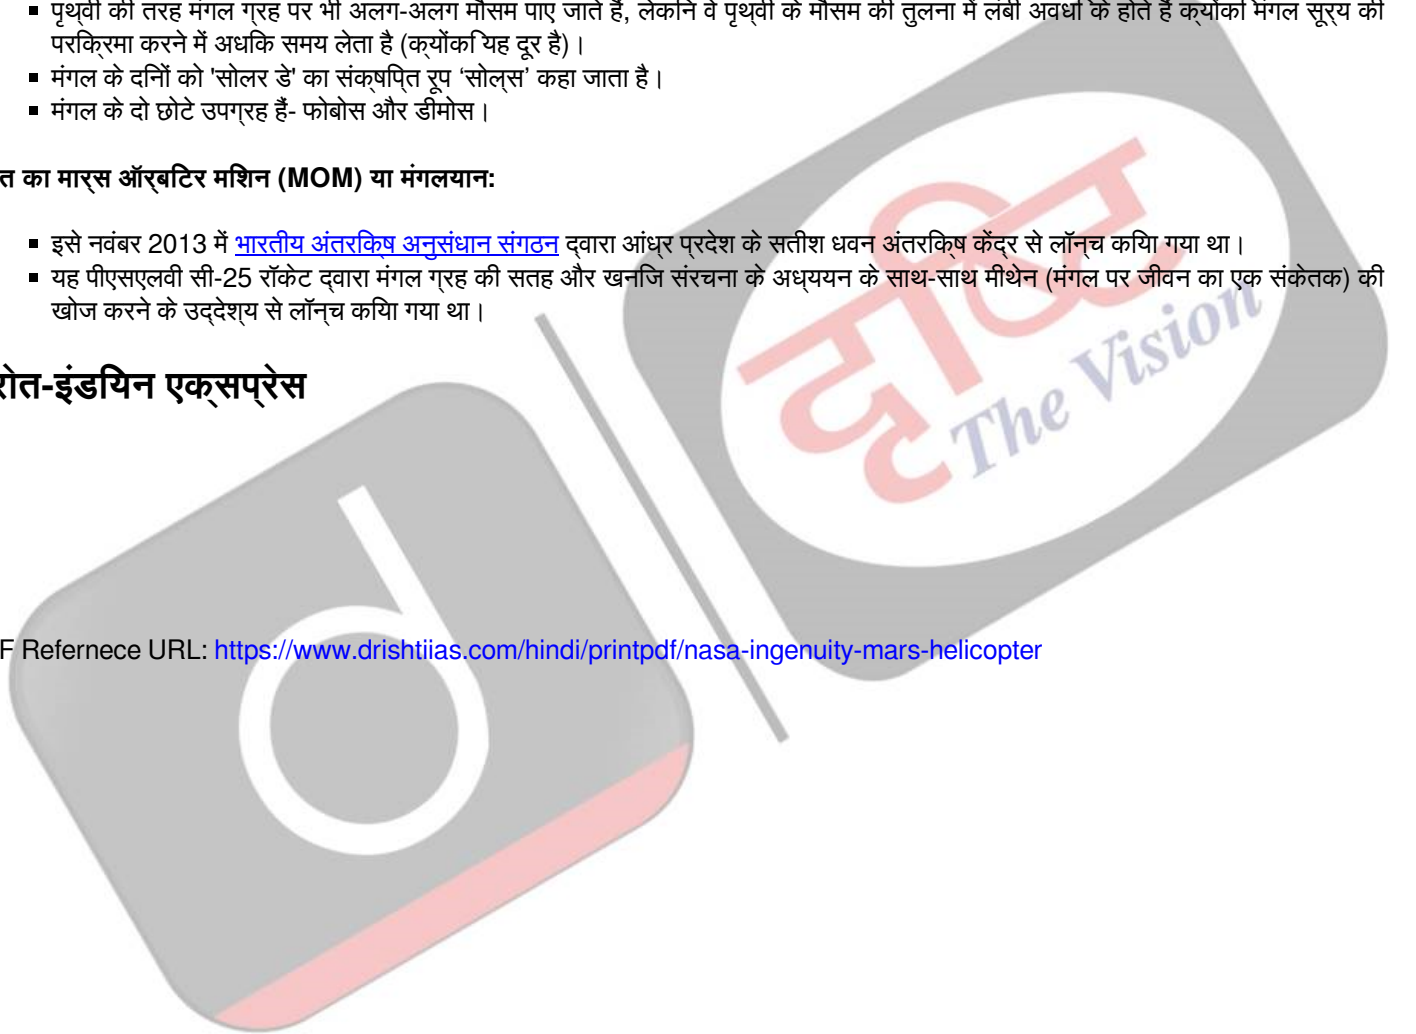 पृथ्वी की तरह मंगल ग्रह पर भी अलग-अलग मौसम पाए जाते हैं, लेकिन वे पृथ्वी के मौसम की तुलना में लंबी अवधि के होते हैं क्योंकि मंगल सूर्य की
परिक्रमा करने में अधिक समय लेता है (क्योंकि यह दूर है)।
मंगल के दिनों को 'सोलर डे' का संक्षिप्त रूप ‘सोल्स’ कहा जाता है।
मंगल के दो छोटे उपग्रह हैं- फोबोस और डीमोस।
त का मार्स ऑर्बिटर मिशन (MOM) या मंगलयान:
इसे नवंबर 2013 में भारतीय अंतरिक्ष अनुसंधान संगठन द्वारा आंध्र प्रदेश के सतीश धवन अंतरिक्ष केंद्र से लॉन्च किया गया था।
यह पीएसएलवी सी-25 रॉकेट द्वारा मंगल ग्रह की सतह और खनिज संरचना के अध्ययन के साथ-साथ मीथेन (मंगल पर जीवन का एक संकेतक) की
खोज करने के उद्देश्य से लॉन्च किया गया था।
रोत-इंडियन एक्सप्रेस
दृष्टि
The Vision
d
F Refernece URL: https://www.drishtiias.com/hindi/printpdf/nasa-ingenuity-mars-helicopter